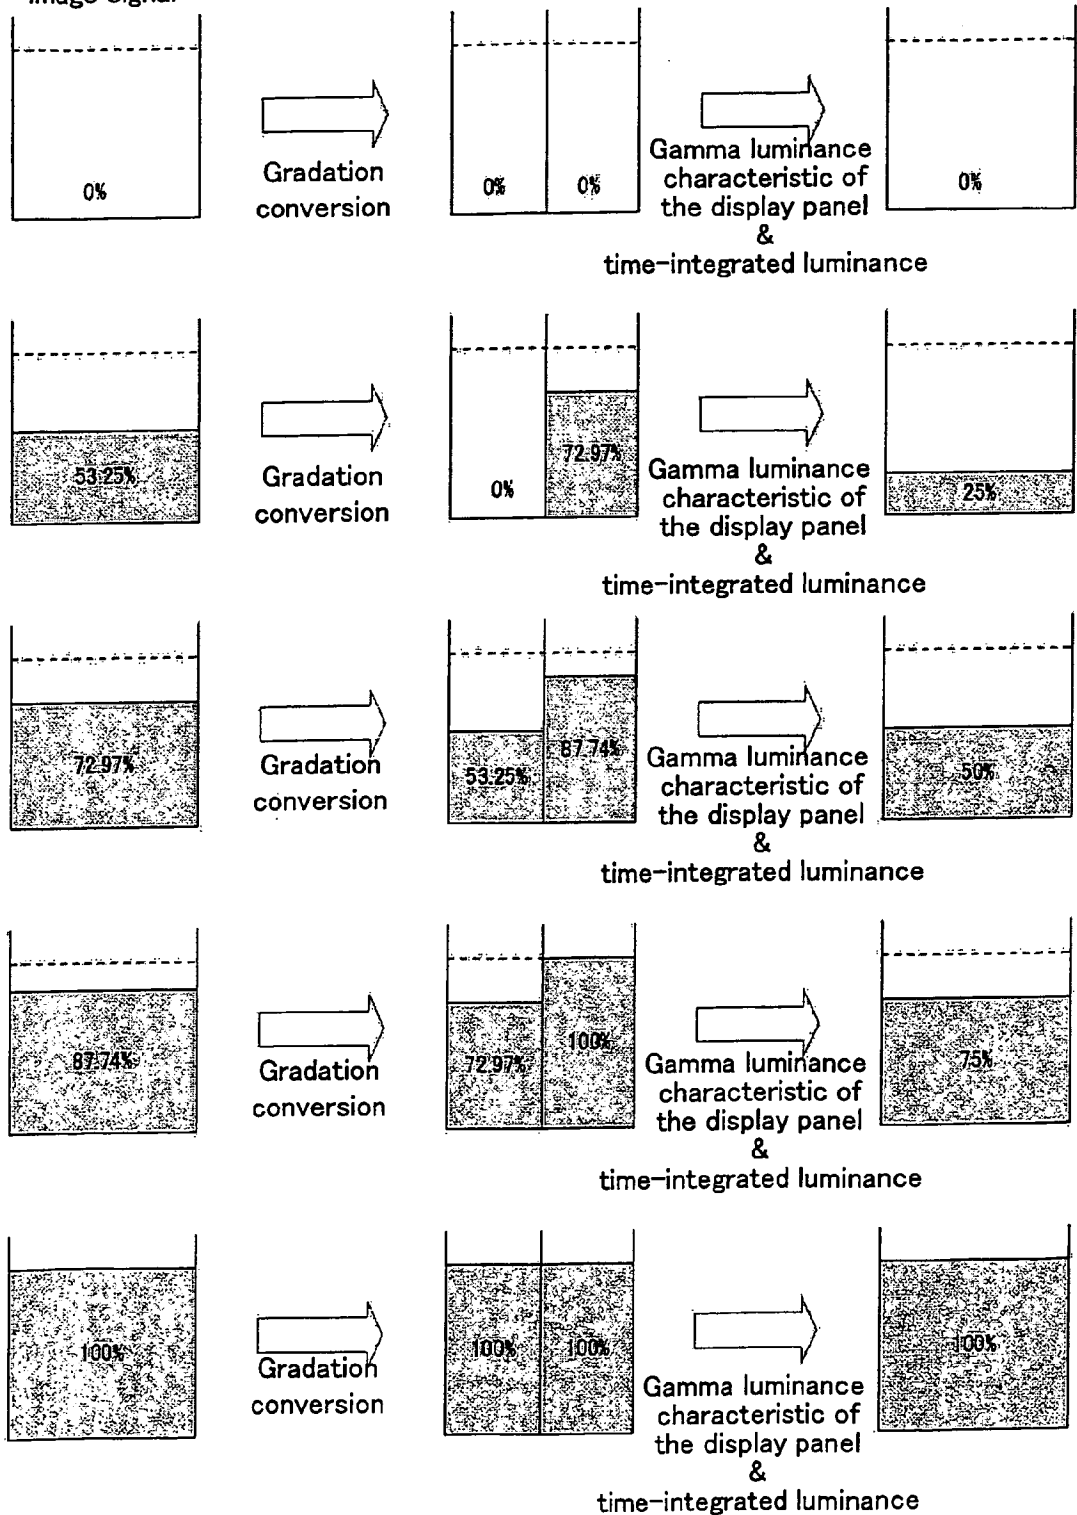 Image Signal
0%
Gradation
conversion
0%
0%
Gamma luminance
characteristic of
the display panel
&
time-integrated luminance
0%
53.25%
Gradation
conversion
0%
72.97%
Gamma luminance
characteristic of
the display panel
&
time-integrated luminance
25%
72.97%
Gradation
conversion
53.25%
87.74%
Gamma luminance
characteristic of
the display panel
&
time-integrated luminance
50%
87.74%
Gradation
conversion
72.97%
100%
Gamma luminance
characteristic of
the display panel
&
time-integrated luminance
75%
100%
Gradation
conversion
100%
100%
Gamma luminance
characteristic of
the display panel
&
time-integrated luminance
100%